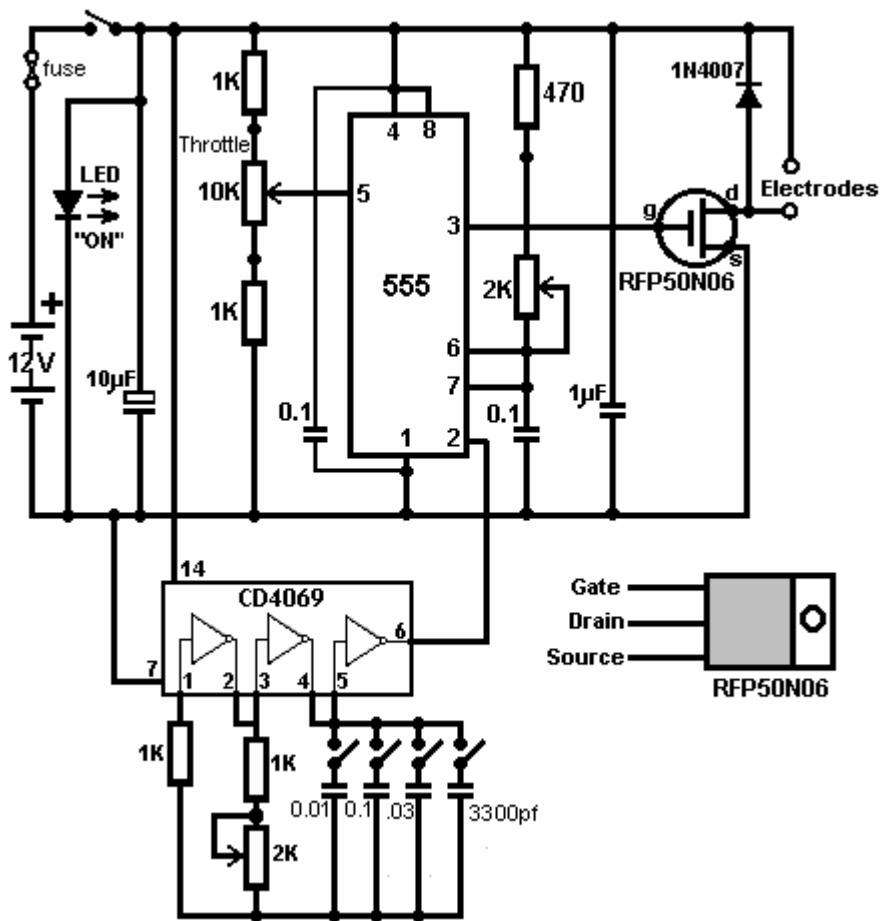 fuse
1K
4
8
470
1N4007
Throttle
LED
10K
5
Electrodes
d
g
3
"ON"
s
RFP50N06
555
2K
1K
+
6
12V
10µF
7
1µF
0.1
0.1
1
2
14
Gate
CD4069
Drain
6
Source
7
1
2
3
4
5
RFP50N06
1K
1K
0.01
0.1
.03
3300pf
2K